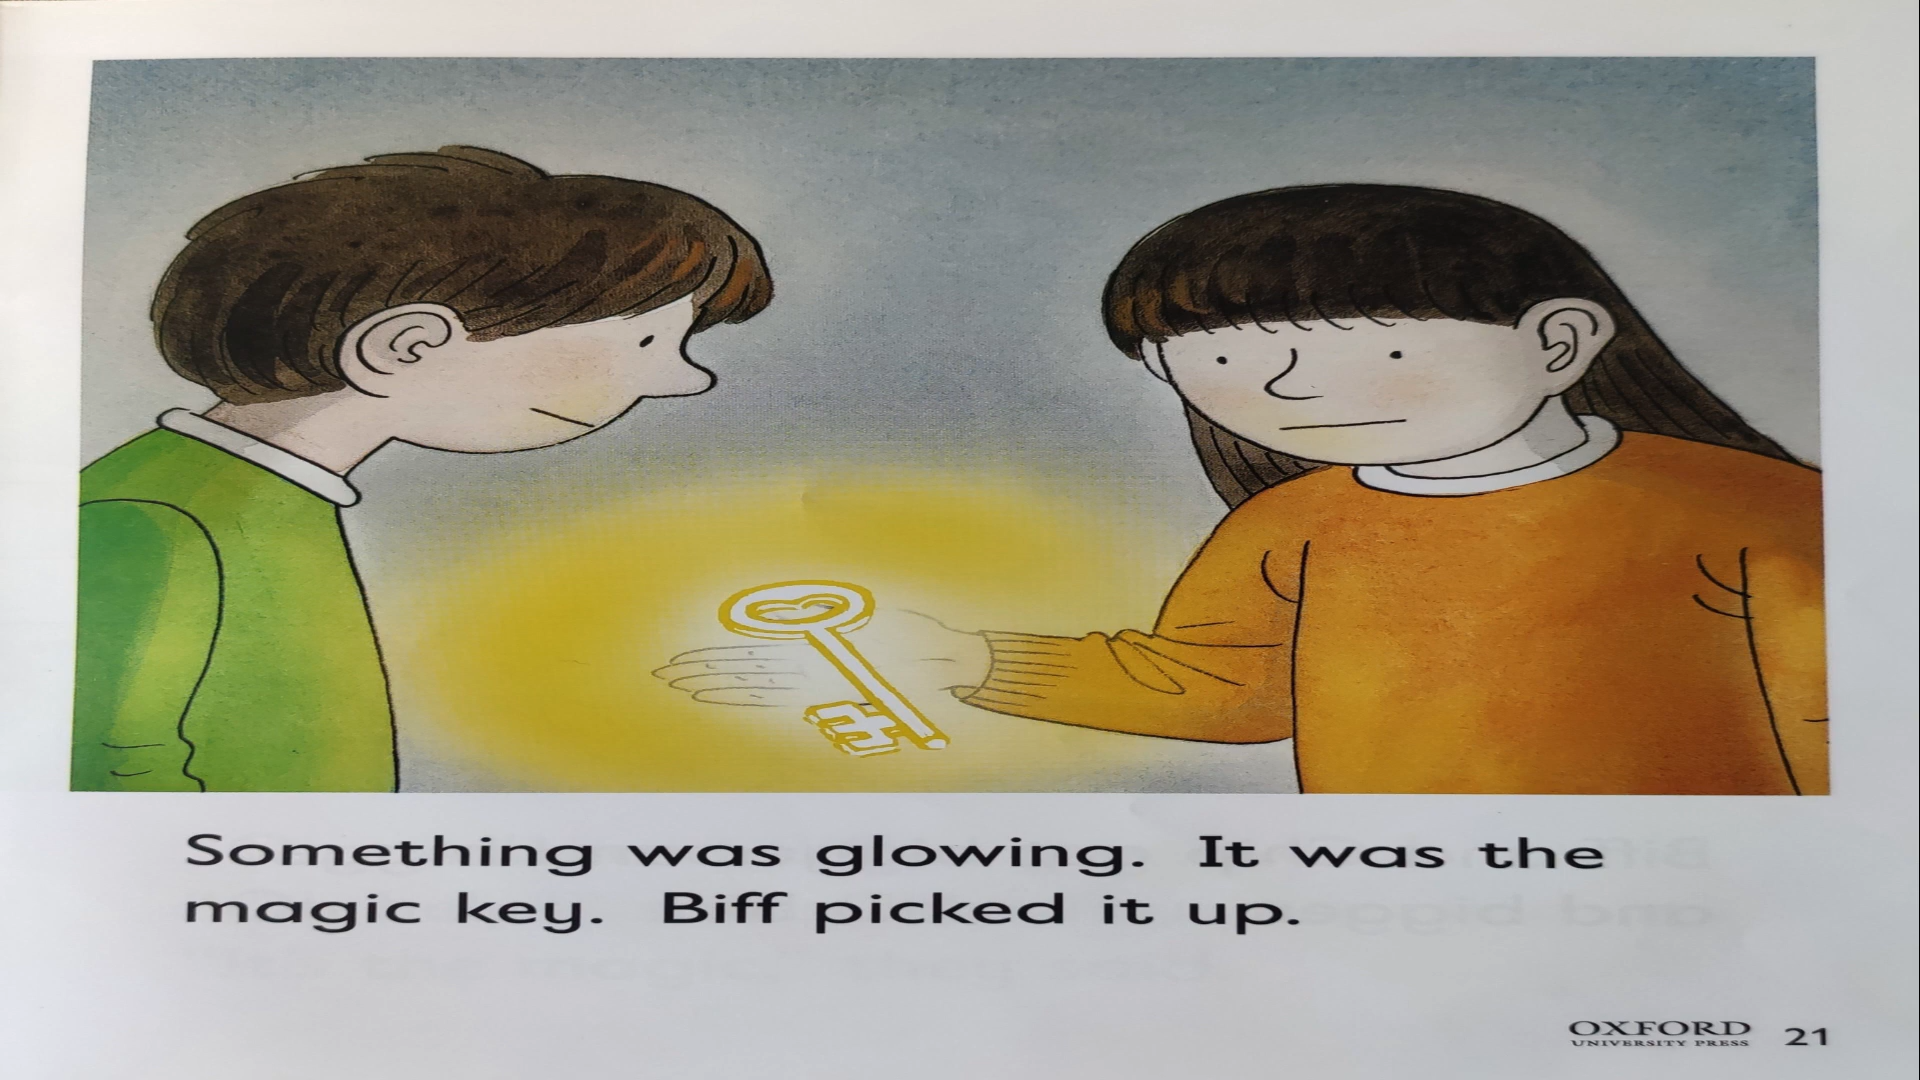 Something was glowing. It was the
magic key. Biff picked it up.
OXFORD
UNIVERSITY PRESS
21